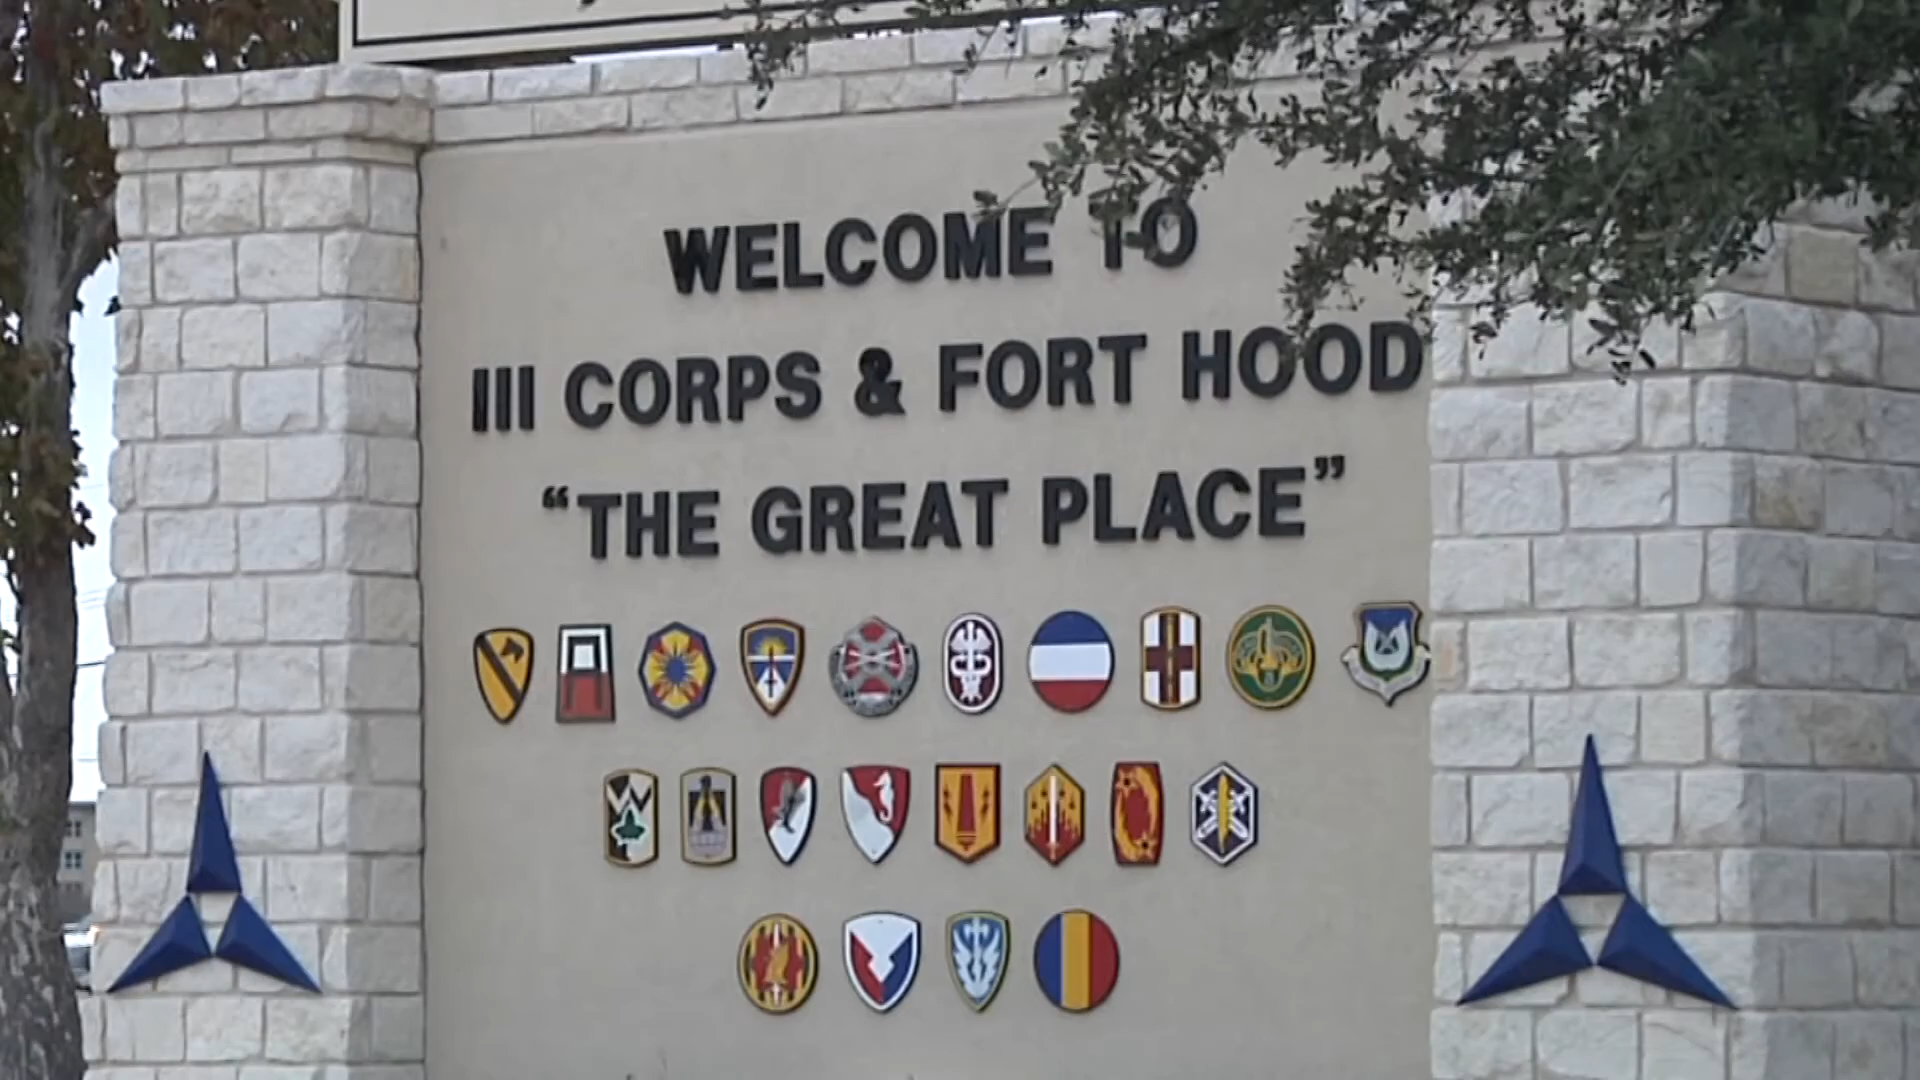 WELCOME TO
III CORPS & FORT HOOD
“THE GREAT PLACE”